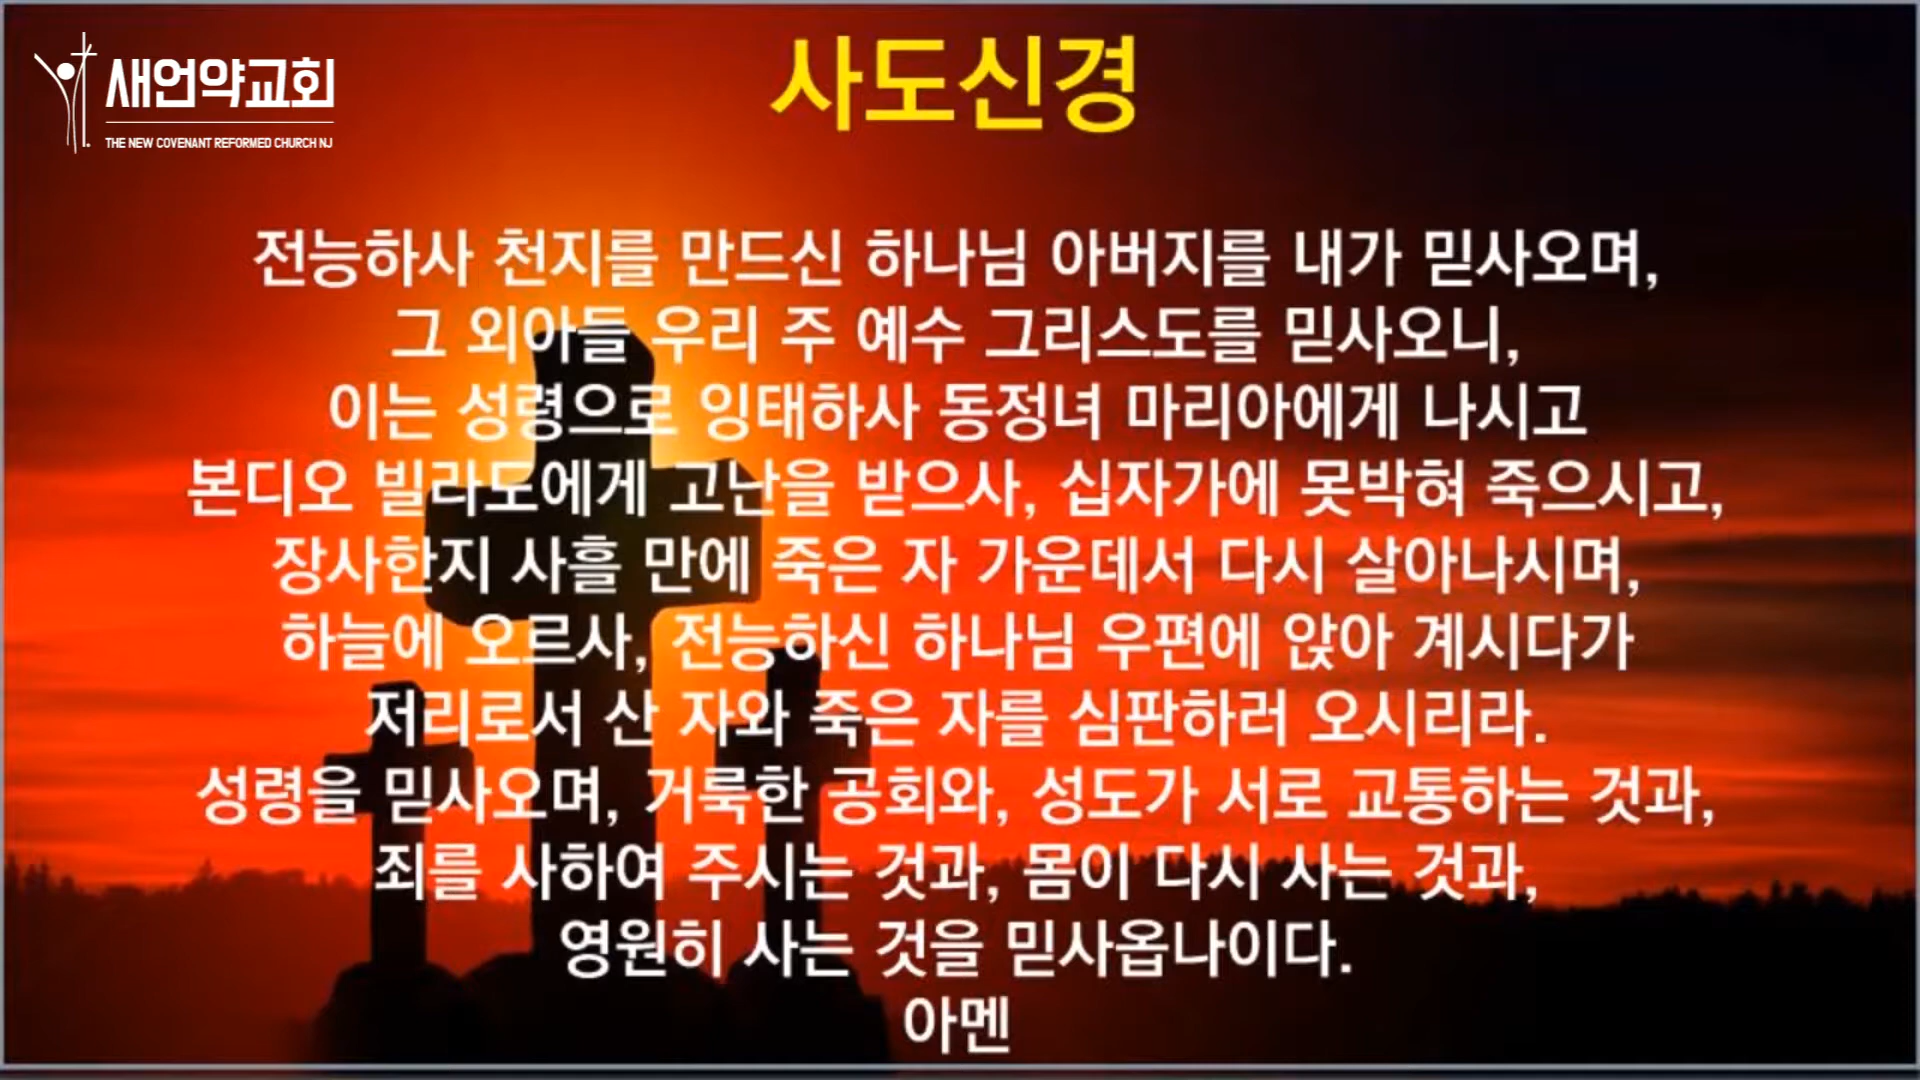 새언약교회
THE NEW COVENANT REFORMED CHURCH NJ
사도신경
전능하사 천지를 만드신 하나님 아버지를 내가 믿사오며,
그 외아들 우리 주 예수 그리스도를 믿사오니,
이는 성령으로 잉태하사 동정녀 마리아에게 나시고
본디오 빌라도에게 고난을 받으사, 십자가에 못박혀 죽으시고,
장사한지 사흘 만에 죽은 자 가운데서 다시 살아나시며,
하늘에 오르사, 전능하신 하나님 우편에 앉아 계시다가
저리로서 산 자와 죽은 자를 심판하러 오시리라.
성령을 믿사오며, 거룩한 공회와, 성도가 서로 교통하는 것과,
죄를 사하여 주시는 것과, 몸이 다시 사는 것과,
영원히 사는 것을 믿사옵나이다.
아멘